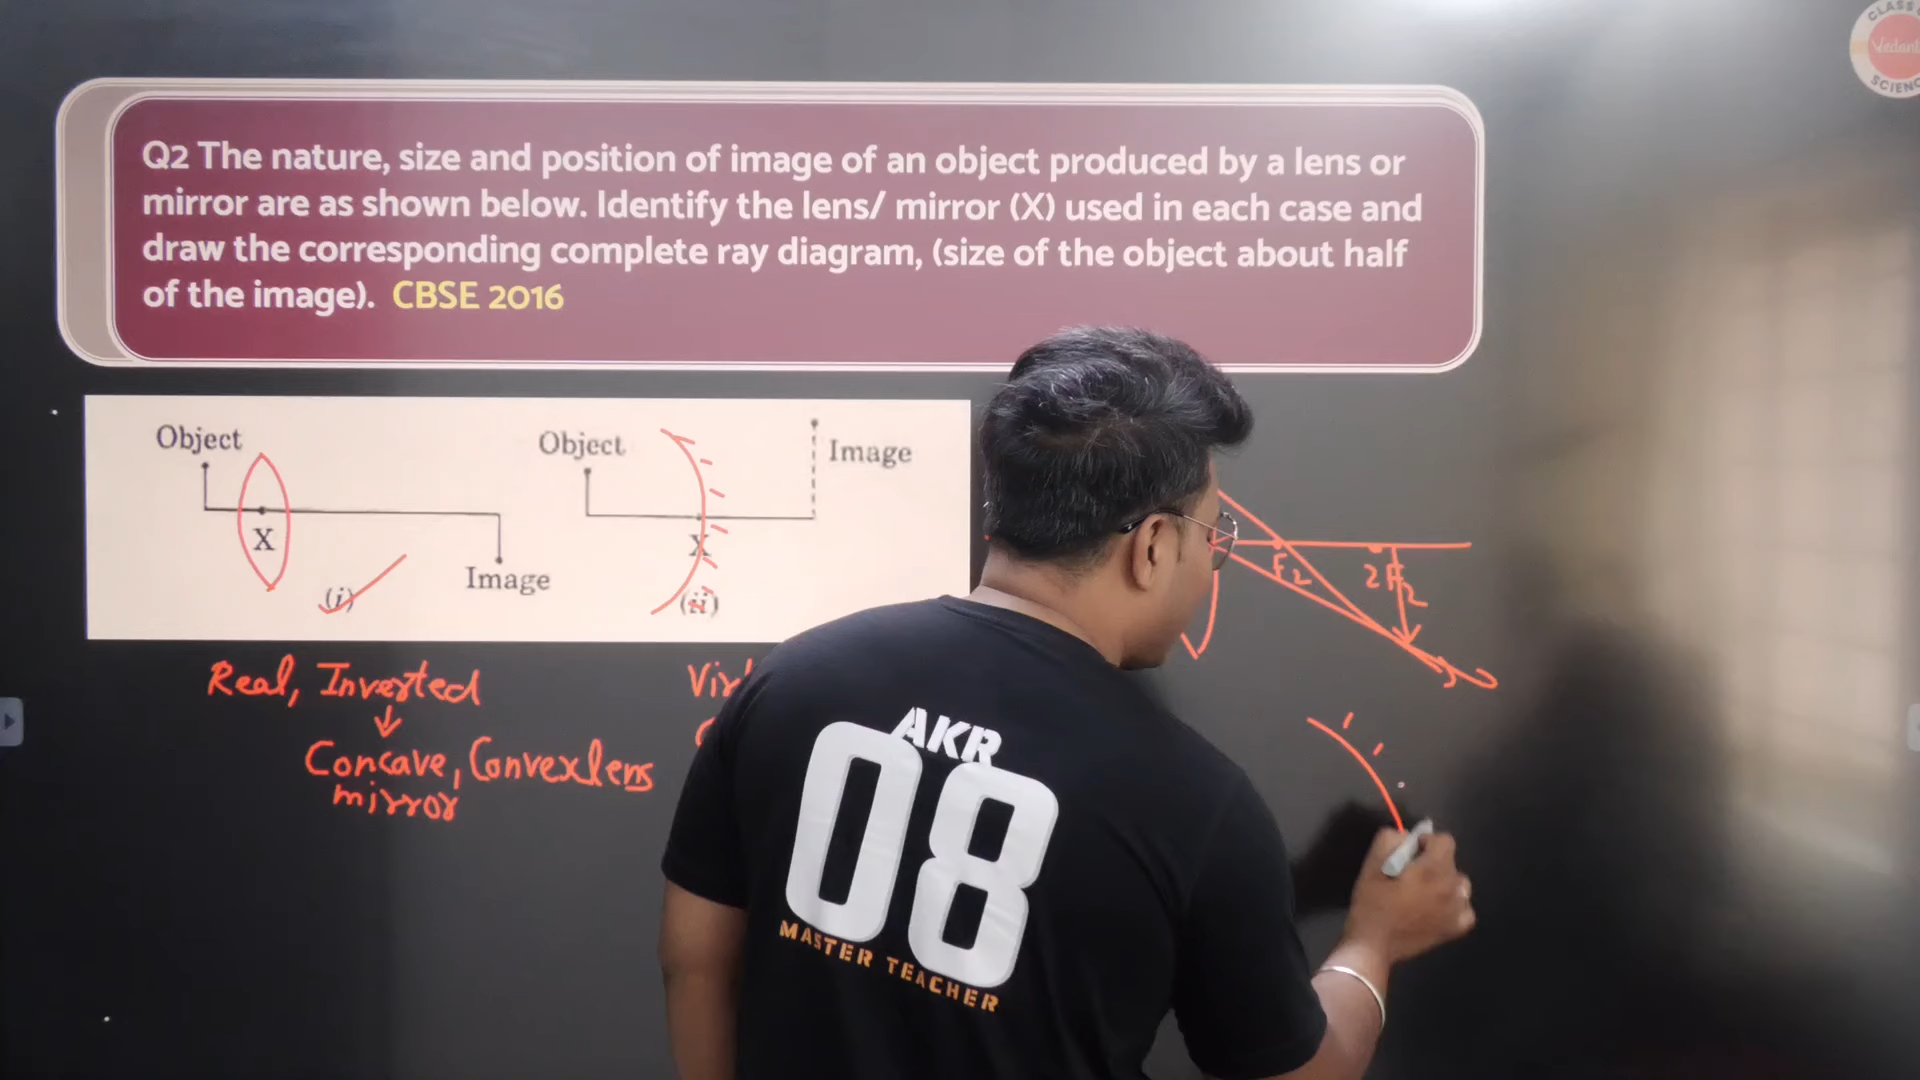 CLASS
Vedant
SCIENC
Q2 The nature, size and position of image of an object produced by a lens or
mirror are as shown below. Identify the lens/ mirror (X) used in each case and
draw the corresponding complete ray diagram, (size of the object about half
of the image). CBSE 2016
Object
X
(i)
Image
Object
X
(ii)
Image
F2
2F2
Real, Inverted
Concave, Convex lens
mirror
AKR
08
MASTER TEACHER